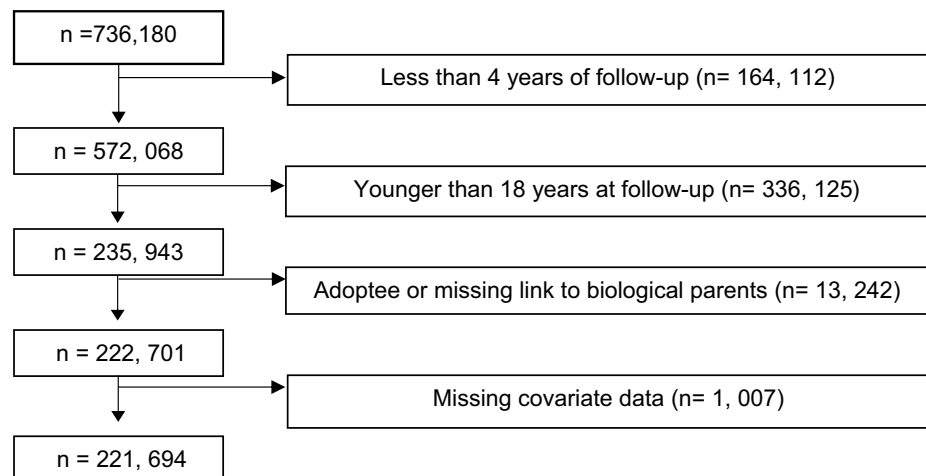 n =736,180
Less than 4 years of follow-up (n= 164, 112)
n = 572, 068
Younger than 18 years at follow-up (n= 336, 125)
n = 235, 943
Adoptee or missing link to biological parents (n= 13, 242)
n = 222, 701
Missing covariate data (n= 1, 007)
n = 221, 694